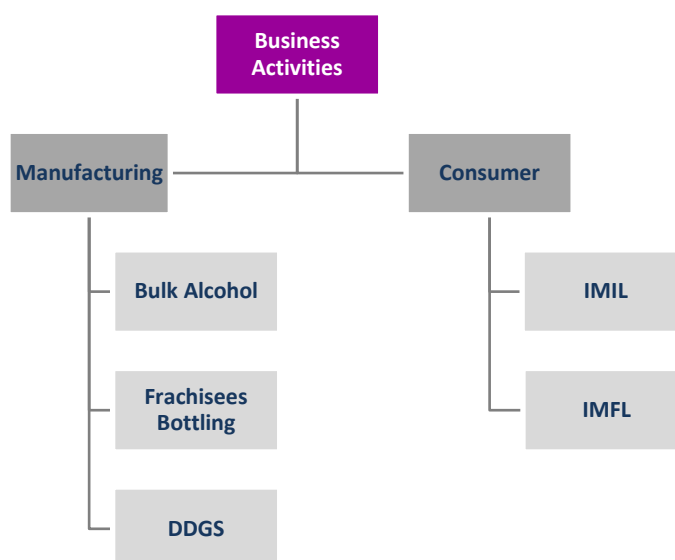 Business
Activities
Manufacturing
Consumer
Bulk Alcohol
IMIL
Frachisees
Bottling
IMFL
DDGS